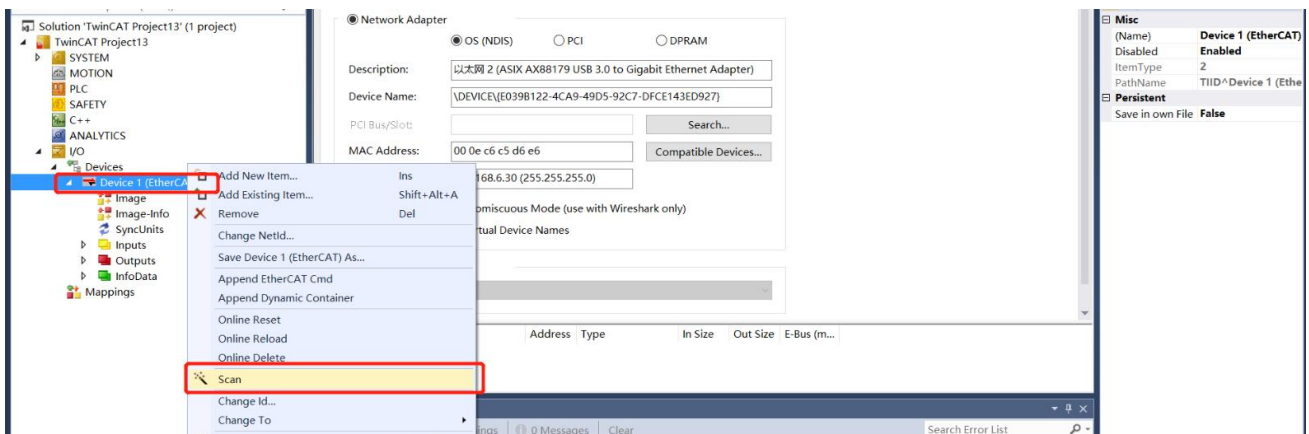 Solution 'TwinCAT Project13' (1 project)
TwinCAT Project13
SYSTEM
MOTION
PLC
SAFETY
C++
ANALYTICS
I/O
Devices
Device 1 (EtherCA
Image
Image-Info
SyncUnits
Inputs
Outputs
InfoData
Mappings
Add New Item... Ins
Add Existing Item... Shift+Alt+A
Remove Del
Change NetId...
Save Device 1 (EtherCAT) As...
Append EtherCAT Cmd
Append Dynamic Container
Online Reset
Online Reload
Online Delete
Scan
Change Id...
Change To
Network Adapter
OS (NDIS) PCI DPRAM
Description: 以太网 2 (ASIX AX88179 USB 3.0 to Gigabit Ethernet Adapter)
Device Name: \DEVICE\{E039B122-4CA9-49D5-92C7-DFCE143ED927}
PCI Bus/Slot: Search...
MAC Address: 00 0e c6 c5 d6 e6 Compatible Devices...
168.6.30 (255.255.255.0)
omiscuous Mode (use with Wireshark only)
rtual Device Names
Address Type In Size Out Size E-Bus (m...
ings 0 Messages Clear Search Error List
Misc
(Name) Device 1 (EtherCAT)
Disabled Enabled
ItemType 2
PathName TIID^Device 1 (Ethe
Persistent
Save in own File False